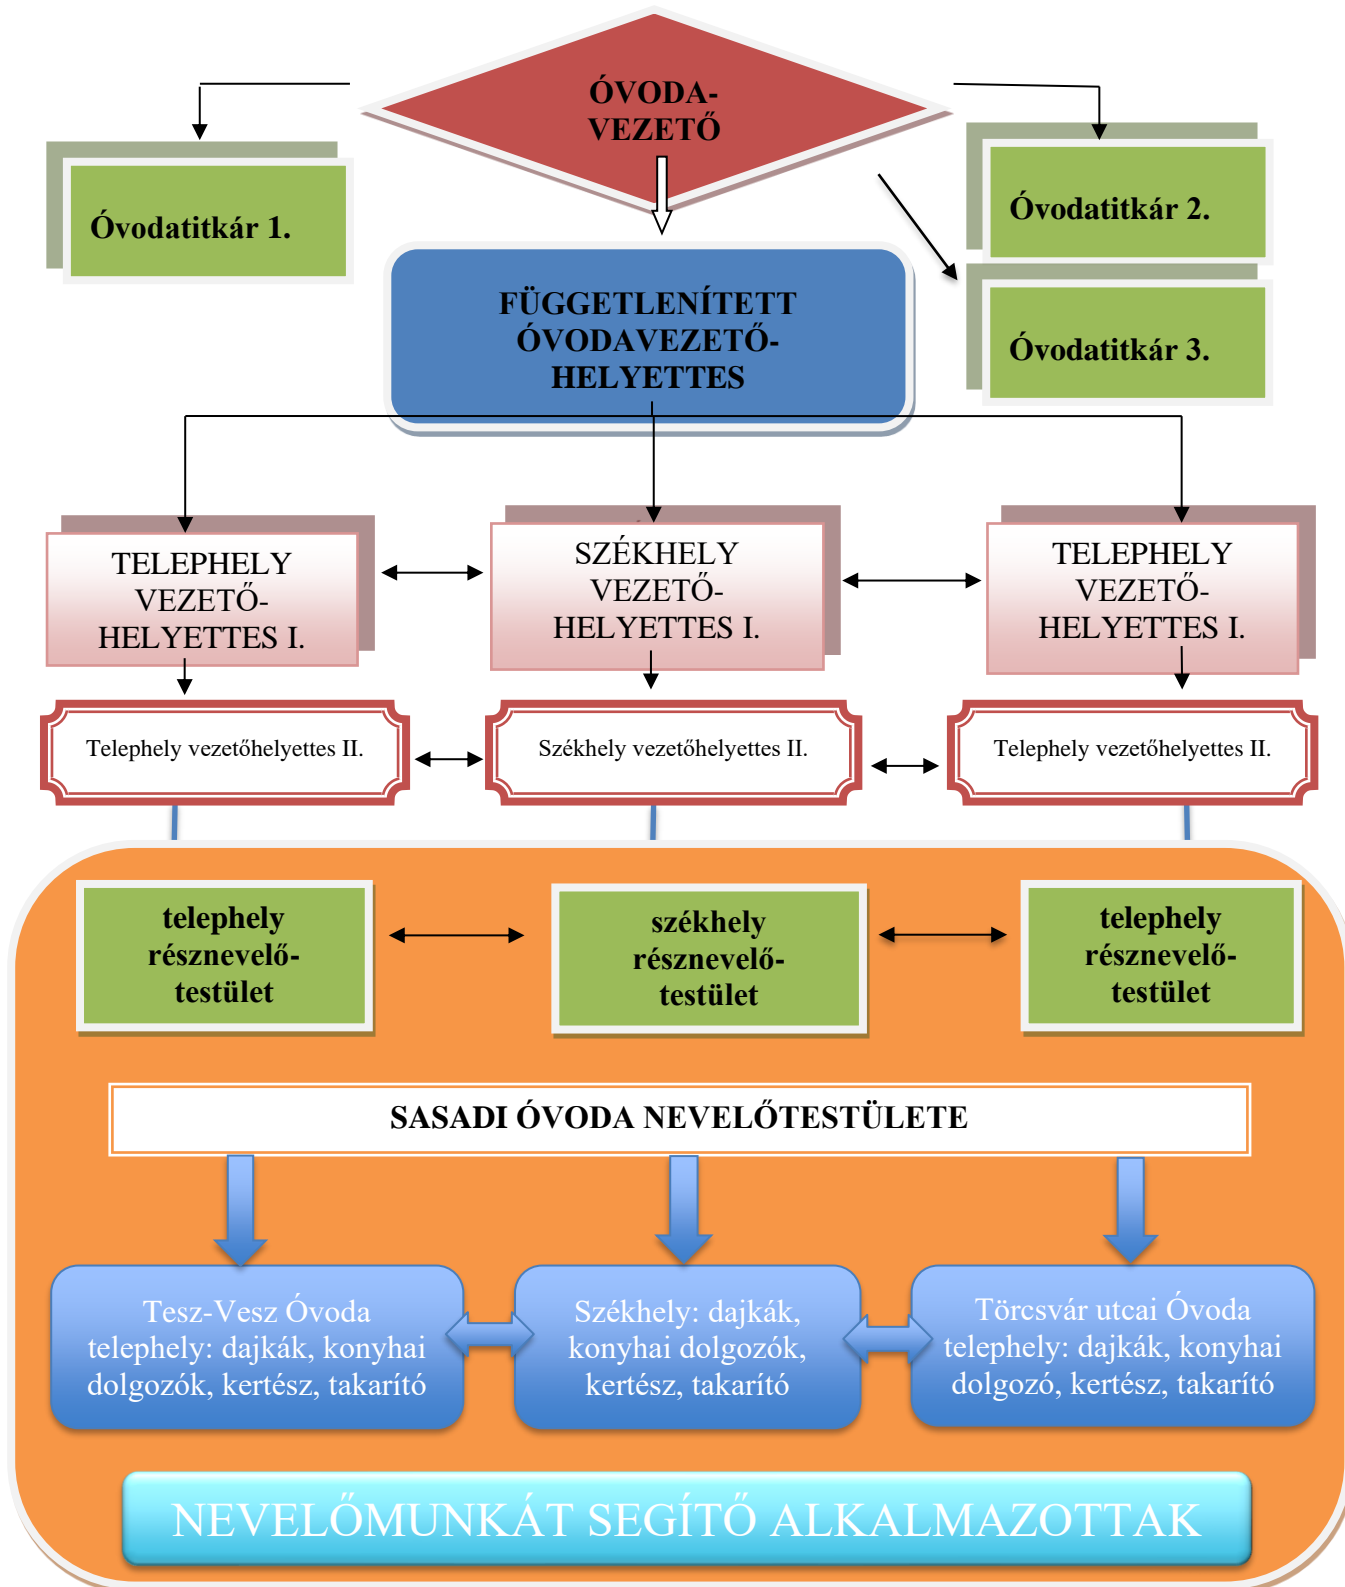 ÓVODA-
VEZETŐ
Óvodatitkár 1.
Óvodatitkár 2.
Óvodatitkár 3.
FÜGGETLENÍTETT
ÓVODAVEZETŐ-
HELYETTES
TELEPHELY
VEZETŐ-
HELYETTES I.
SZÉKHELY
VEZETŐ-
HELYETTES I.
TELEPHELY
VEZETŐ-
HELYETTES I.
Telephely vezetőhelyettes II.
Székhely vezetőhelyettes II.
Telephely vezetőhelyettes II.
telephely
résznevelő-
testület
székhely
résznevelő-
testület
telephely
résznevelő-
testület
SASADI ÓVODA NEVELŐTESTÜLETE
Tesz-Vesz Óvoda
telephely: dajkák, konyhai
dolgozók, kertész, takarító
Székhely: dajkák,
konyhai dolgozók,
kertész, takarító
Törcsvár utcai Óvoda
telephely: dajkák, konyhai
dolgozó, kertész, takarító
NEVELŐMUNKÁT SEGÍTŐ ALKALMAZOTTAK